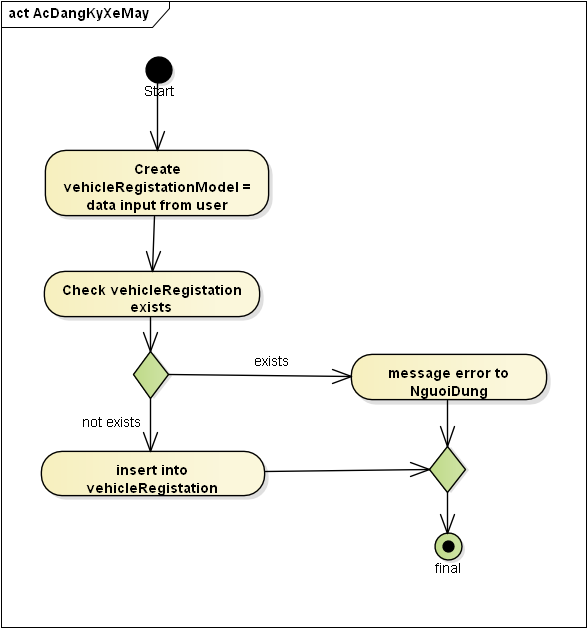 act AcDangKyXeMay
Start
Create
vehicleRegistationModel =
data input from user
Check vehicleRegistation
exists
exists
message error to
NguoiDung
not exists
insert into
vehicleRegistation
final